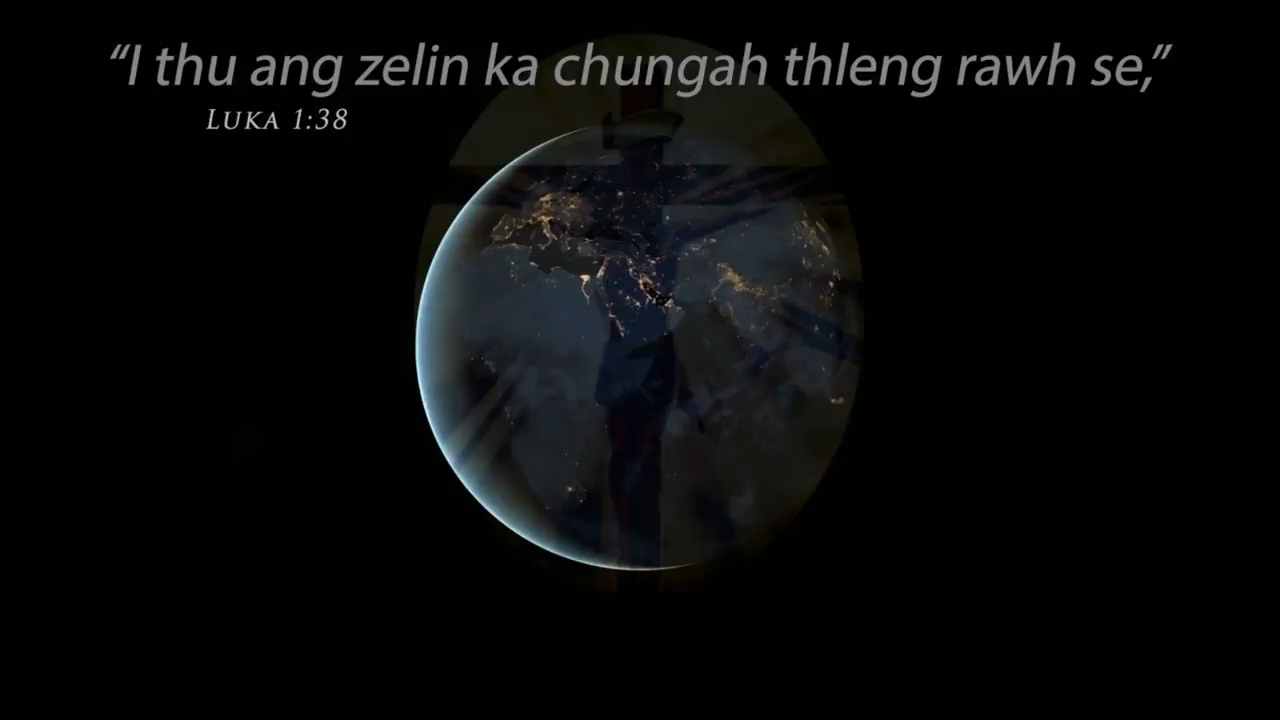 “I thu ang zelin ka chungah thleng rawh se,”
LUKA 1:38